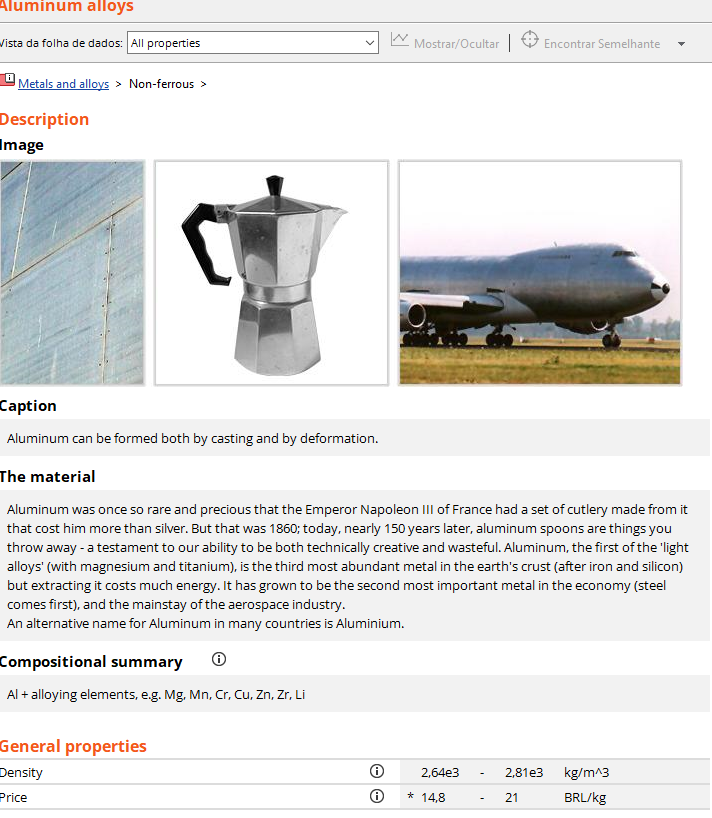 Aluminum alloys
Vista da folha de dados: All properties Mostrar/Ocultar Encontrar Semelhante
Metals and alloys > Non-ferrous >
Description
Image
Caption
Aluminum can be formed both by casting and by deformation.
The material
Aluminum was once so rare and precious that the Emperor Napoleon III of France had a set of cutlery made from it
that cost him more than silver. But that was 1860; today, nearly 150 years later, aluminum spoons are things you
throw away - a testament to our ability to be both technically creative and wasteful. Aluminum, the first of the 'light
alloys' (with magnesium and titanium), is the third most abundant metal in the earth's crust (after iron and silicon)
but extracting it costs much energy. It has grown to be the second most important metal in the economy (steel
comes first), and the mainstay of the aerospace industry.
An alternative name for Aluminum in many countries is Aluminium.
Compositional summary
Al + alloying elements, e.g. Mg, Mn, Cr, Cu, Zn, Zr, Li
General properties
Density 2,64e3 - 2,81e3 kg/m^3
Price * 14,8 - 21 BRL/kg